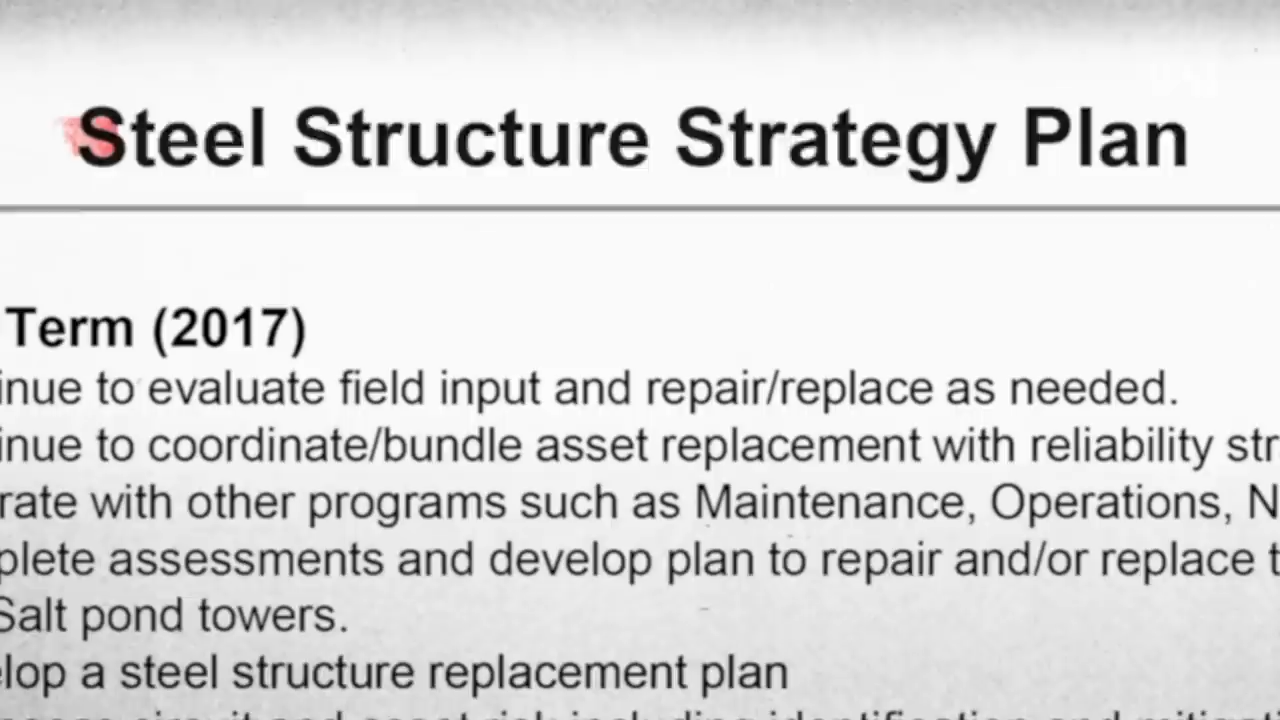 Steel Structure Strategy Plan
Term (2017)
inue to evaluate field input and repair/replace as needed.
inue to coordinate/bundle asset replacement with reliability str
rate with other programs such as Maintenance, Operations, N
plete assessments and develop plan to repair and/or replace t
Salt pond towers.
elop a steel structure replacement plan